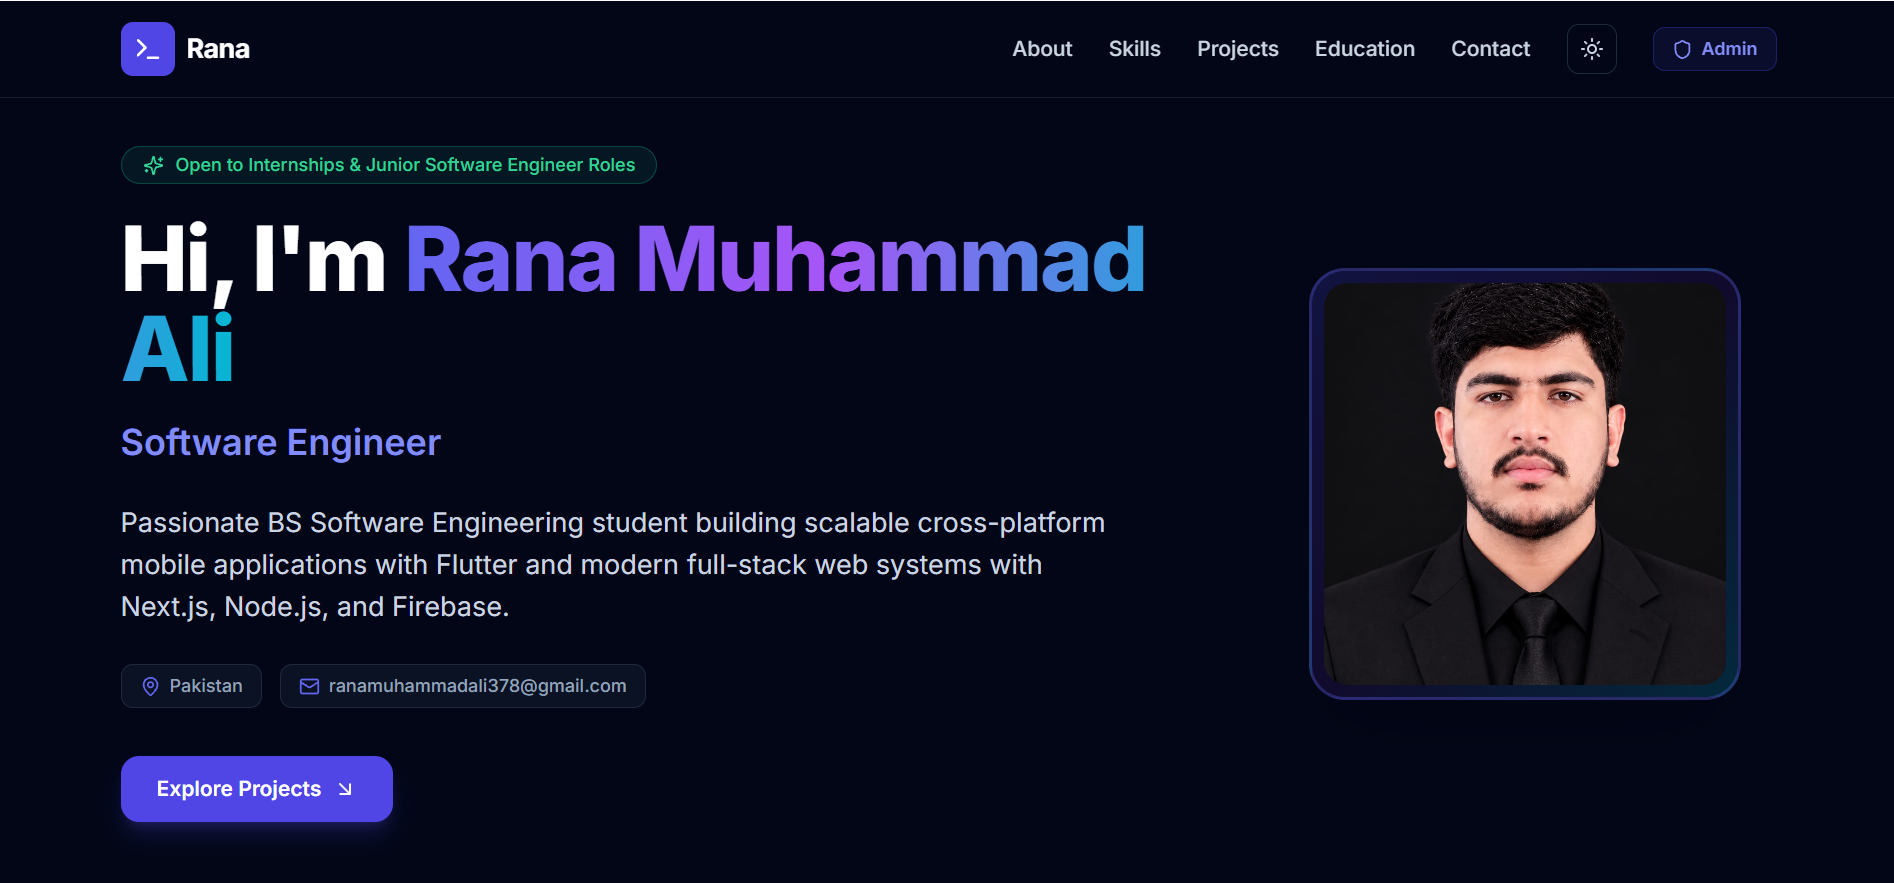 Rana
About
Skills
Projects
Education
Contact
Admin
Open to Internships & Junior Software Engineer Roles
Hi, I'm Rana Muhammad
Ali
Software Engineer
Passionate BS Software Engineering student building scalable cross-platform
mobile applications with Flutter and modern full-stack web systems with
Next.js, Node.js, and Firebase.
Pakistan
ranamuhammadali378@gmail.com
Explore Projects